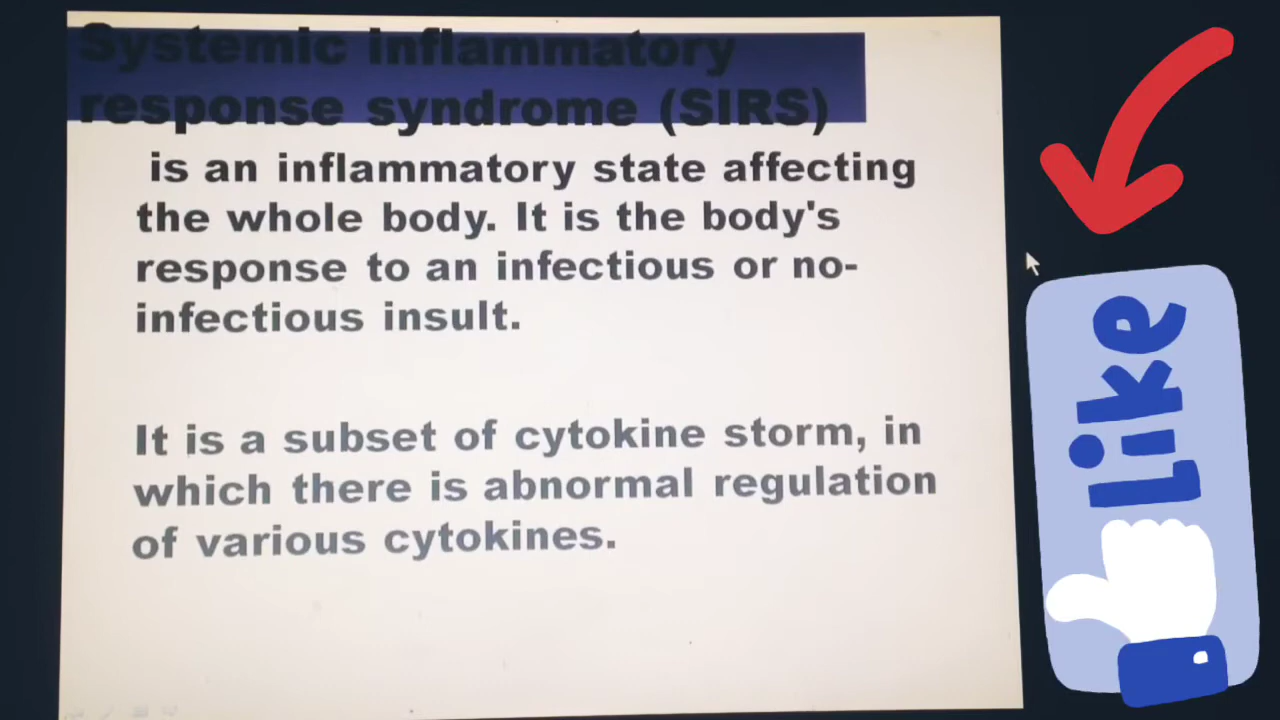 Systemic inflammatory
response syndrome (SIRS)
is an inflammatory state affecting
the whole body. It is the body's
response to an infectious or no-
infectious insult.
It is a subset of cytokine storm, in
which there is abnormal regulation
of various cytokines.
Like